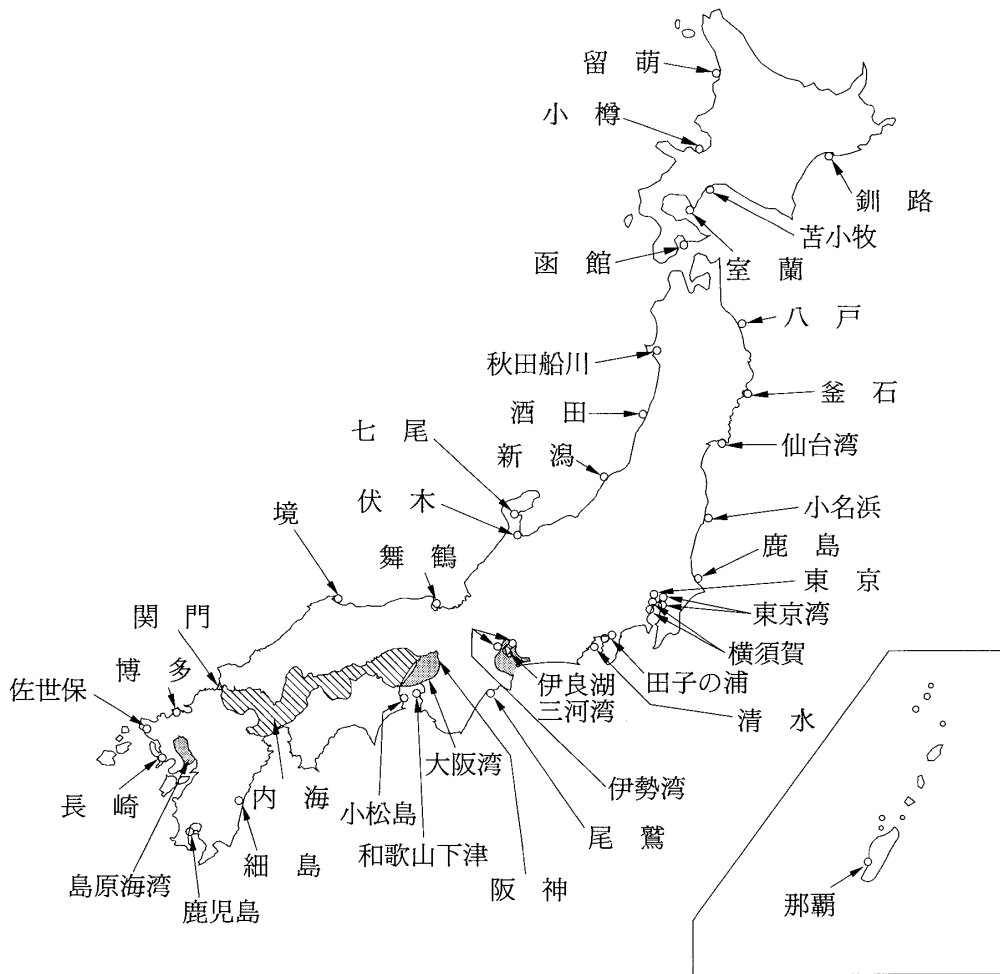 留萌
小樽
釧路
苫小牧
函館
室蘭
八戸
秋田船川
釜石
酒田
七尾
仙台湾
新潟
伏木
小名浜
境
鹿島
舞鶴
東京
関門
東京湾
横須賀
博多
伊良湖
田子の浦
佐世保
三河湾
清水
大阪湾
伊勢湾
長崎
内海
小松島
尾鷲
和歌山下津
細島
島原海湾
阪神
鹿児島
那覇